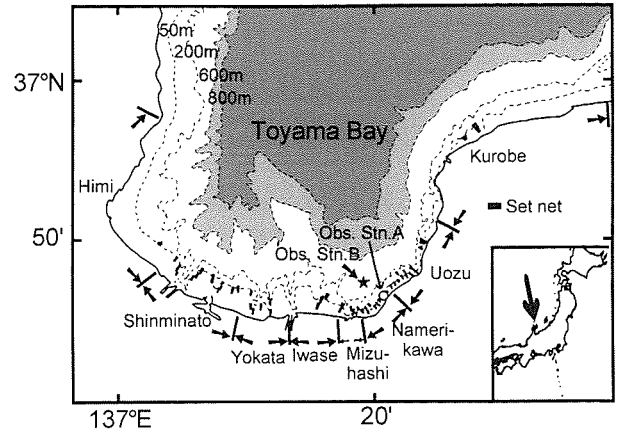 50m
200m
600m
800m
37°N
Toyama Bay
Kurobe
Himi
Set net
Obs. Stn.A
50'
Obs. Stn.B
Uozu
Shinminato
Nameri-
kawa
Yokata
Iwase
Mizu-
hashi
137°E
20'